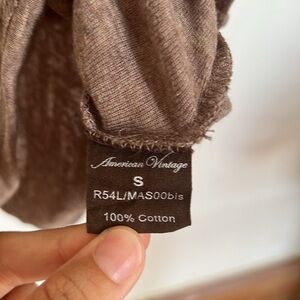 American Vintage
S
R54L/MAS00bis
100% Cotton